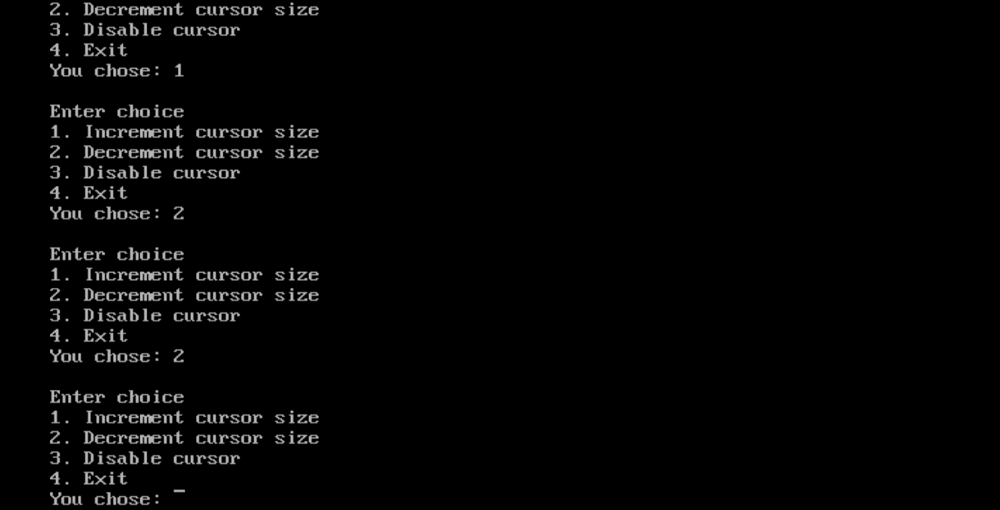 2. Decrement cursor size
3. Disable cursor
4. Exit
You chose: 1
Enter choice
1. Increment cursor size
2. Decrement cursor size
3. Disable cursor
4. Exit
You chose: 2
Enter choice
1. Increment cursor size
2. Decrement cursor size
3. Disable cursor
4. Exit
You chose: 2
Enter choice
1. Increment cursor size
2. Decrement cursor size
3. Disable cursor
4. Exit
You chose: